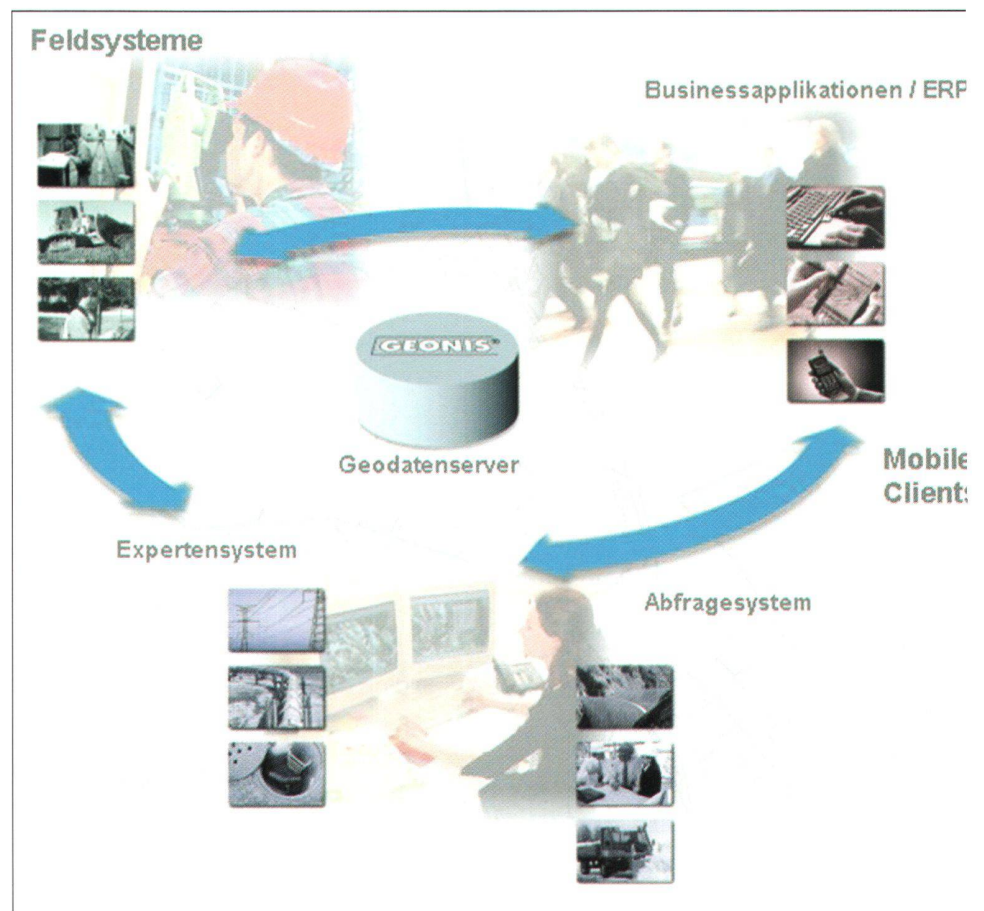 Feldsysteme
Businessapplikationen / ERP
GEONIS®
Geodatenserver
Mobile
Clients
Expertensystem
Abfragesystem